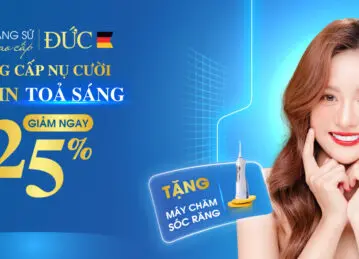 ĂNG SỨ
ao cấp
ĐỨC
G CẤP NỤ CƯỜI
IN TOẢ SÁNG
GIẢM NGAY
25%
TẶNG
MÁY CHĂM
SÓC RĂNG